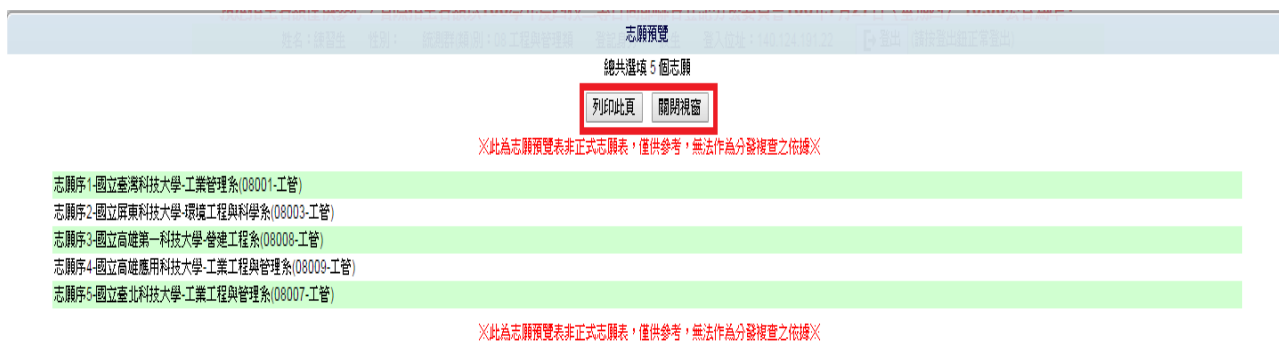 志願預覽
總共選填 5 個志願
列印此頁 關閉視窗
※此為志願預覽表非正式志願表，僅供參考，無法作為分發複查之依據※
志願序1-國立臺灣科技大學-工業管理系(08001-工管)
志願序2-國立屏東科技大學-環境工程與科學系(08003-工管)
志願序3-國立高雄第一科技大學-營建工程系(08008-工管)
志願序4-國立高雄應用科技大學-工業工程與管理系(08009-工管)
志願序5-國立臺北科技大學-工業工程與管理系(08007-工管)
※此為志願預覽表非正式志願表，僅供參考，無法作為分發複查之依據※